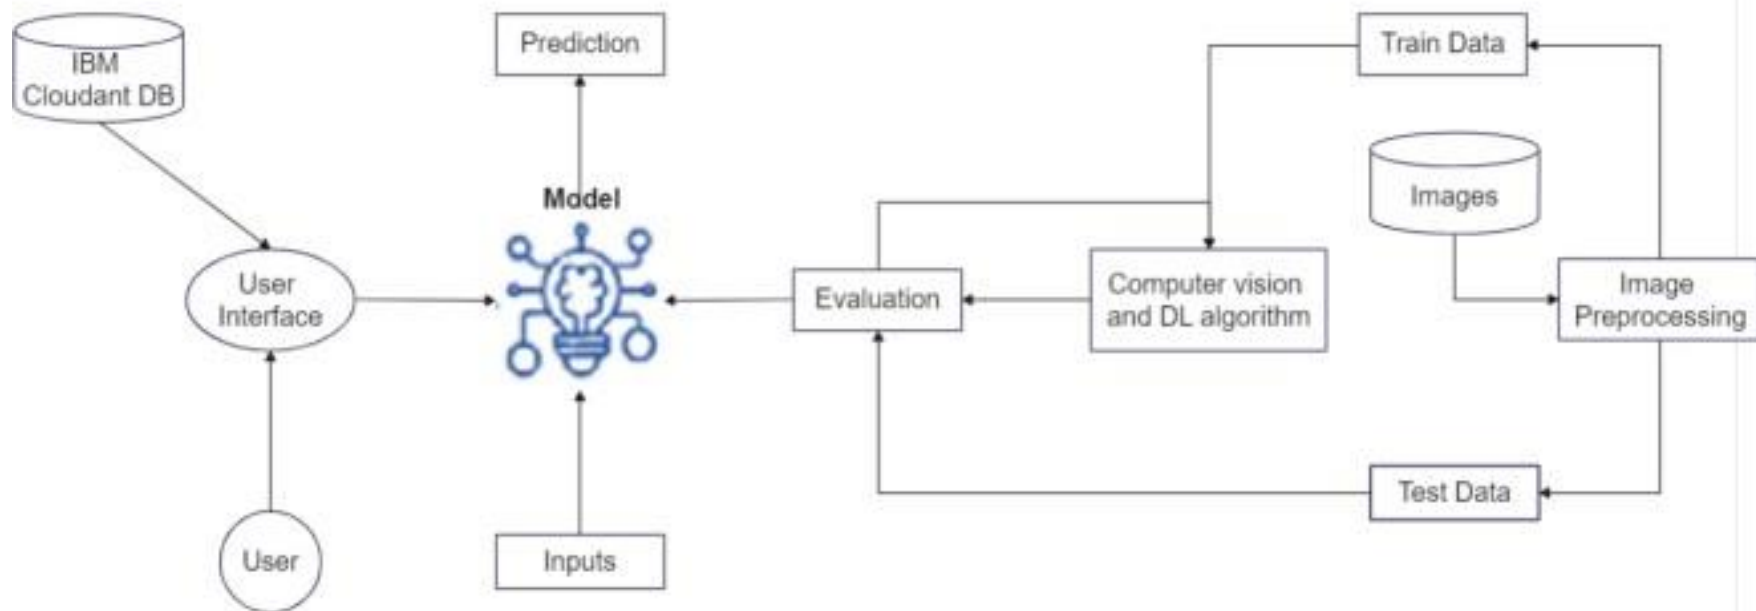 IBM
Cloudant DB
Prediction
Train Data
Images
Model
User
Interface
Evaluation
Computer vision
and DL algorithm
Image
Preprocessing
Test Data
User
Inputs